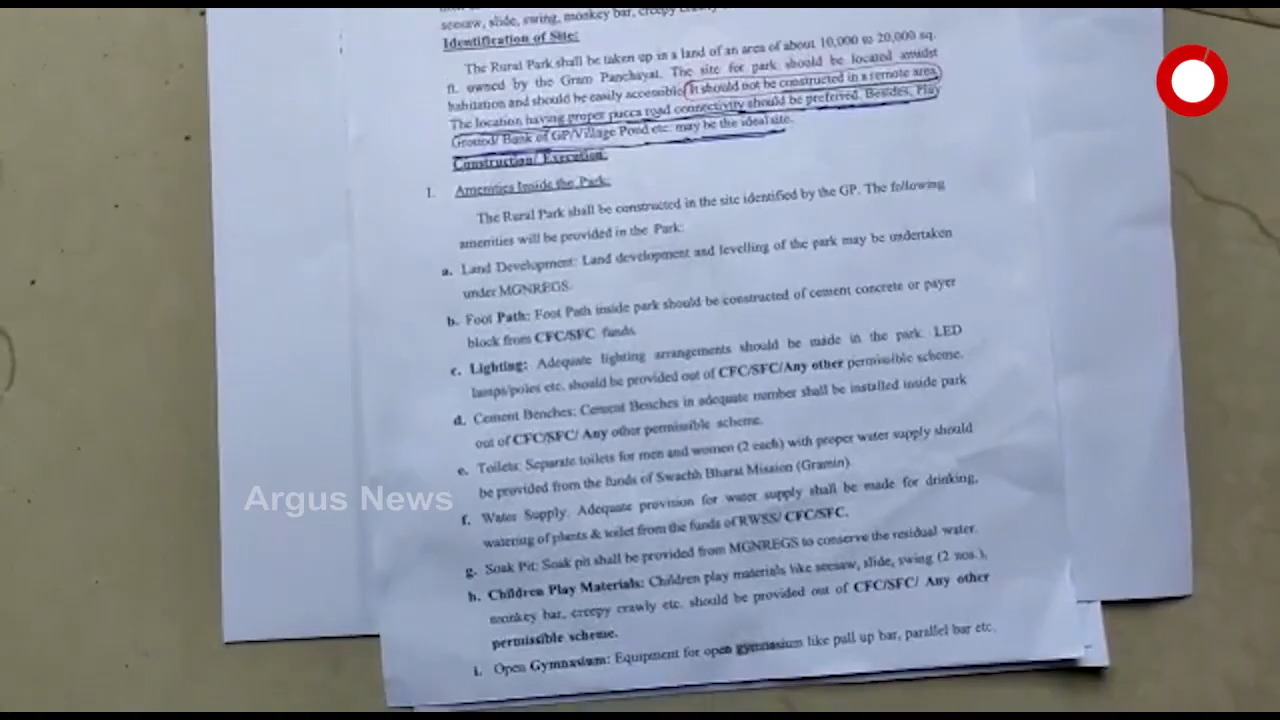 seesaw, slide, swing, monkey bar, creepy
Identification of Site:
The Rural Park shall be taken up in a land of an area of about 10,000 to 20,000 sq.
ft. owned by the Gram Panchayat. The site for park should be located amidst
habitation and should be easily accessible. It should not be constructed in a remote area.
The location having proper pucca road connectivity should be preferred. Besides, Play
Ground/ Bank of GP/Village Pond etc. may be the ideal site.
Construction/ Execution:
1. Amenities Inside the Park:
The Rural Park shall be constructed in the site identified by the GP. The following
amenities will be provided in the Park:
a. Land Development: Land development and levelling of the park may be undertaken
under MGNREGS.
b. Foot Path: Foot Path inside park should be constructed of cement concrete or payer
block from CFC/SFC funds.
c. Lighting: Adequate lighting arrangements should be made in the park. LED
lamps/poles etc. should be provided out of CFC/SFC/Any other permissible scheme.
d. Cement Benches: Cement Benches in adequate number shall be installed inside park
out of CFC/SFC/ Any other permissible scheme.
e. Toilets: Separate toilets for men and women (2 each) with proper water supply should
be provided from the funds of Swachh Bharat Mission (Gramin)
f. Water Supply. Adequate provision for water supply shall be made for drinking,
watering of plants & toilet from the funds of RWSS/ CFC/SFC.
g. Soak Pit: Soak pit shall be provided from MGNREGS to conserve the residual water.
h. Children Play Materials: Children play materials like seesaw, slide, swing (2 nos.),
monkey bar, creepy crawly etc. should be provided out of CFC/SFC/ Any other
permissible scheme.
i. Open Gymnasium: Equipment for open gymnasium like pull up bar, parallel bar etc.
Argus News